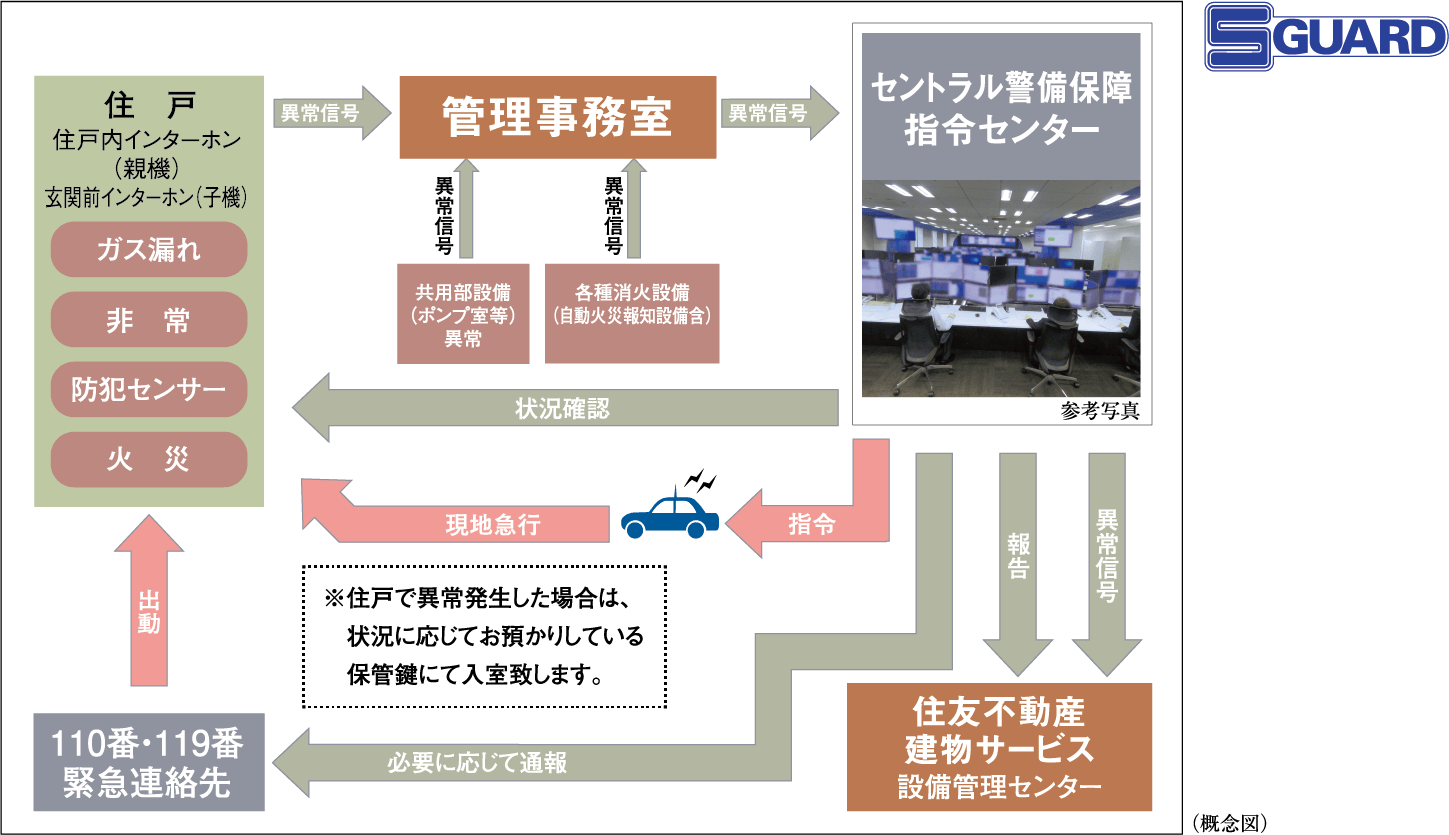 S GUARD
住　戸
住戸内インターホン
（親機）
玄関前インターホン（子機）
ガス漏れ
非　常
防犯センサー
火　災
異常信号
管理事務室
異常信号
セントラル警備保障
指令センター
異常信号
異常信号
共用部設備
（ポンプ室等）
異常
各種消火設備
（自動火災報知設備含）
参考写真
状況確認
現地急行
指令
報告
異常信号
出動
※住戸で異常発生した場合は、
状況に応じてお預かりしている
保管鍵にて入室致します。
110番・119番
緊急連絡先
必要に応じて通報
住友不動産
建物サービス
設備管理センター
（概念図）